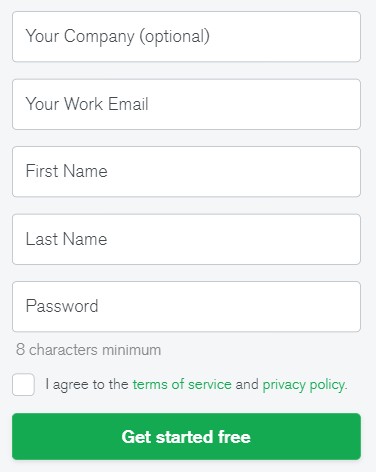 Your Company (optional)
Your Work Email
First Name
Last Name
Password
8 characters minimum
I agree to the terms of service and privacy policy.
Get started free